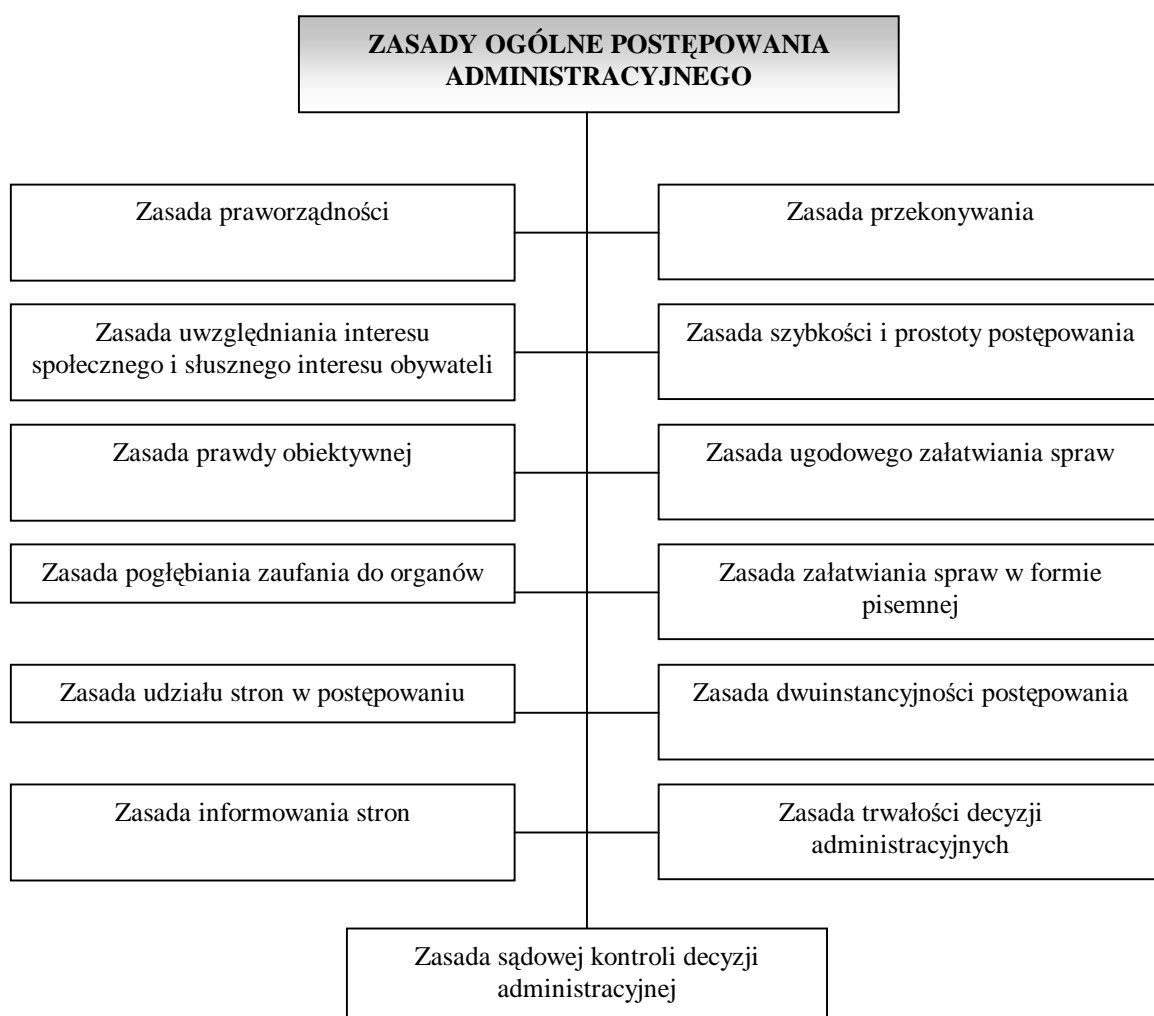 ZASADY OGÓLNE POSTĘPOWANIA
ADMINISTRACYJNEGO
Zasada praworządności
Zasada przekonywania
Zasada uwzględniania interesu
społecznego i słusznego interesu obywateli
Zasada szybkości i prostoty postępowania
Zasada prawdy obiektywnej
Zasada ugodowego załatwiania spraw
Zasada pogłębiania zaufania do organów
Zasada załatwiania spraw w formie
pisemnej
Zasada udziału stron w postępowaniu
Zasada dwuinstancyjności postępowania
Zasada informowania stron
Zasada trwałości decyzji
administracyjnych
Zasada sądowej kontroli decyzji
administracyjnej